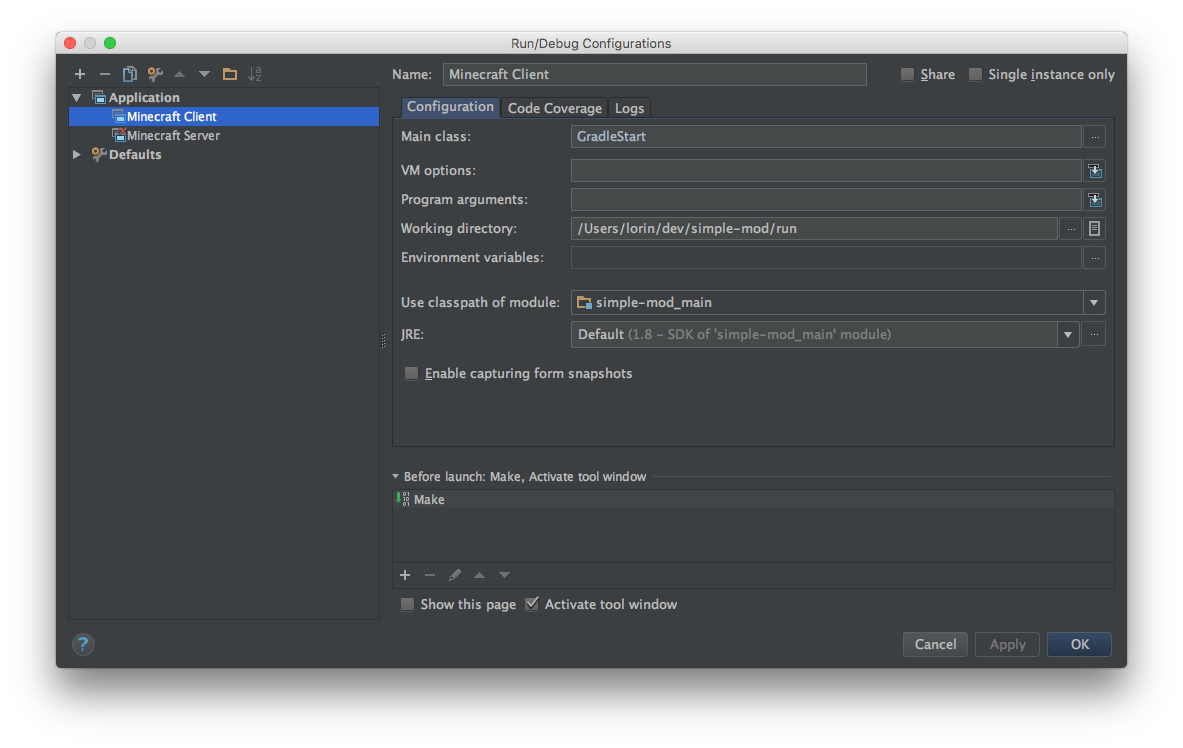 Run/Debug Configurations
Name: Minecraft Client Share Single instance only
Application
Minecraft Client
Minecraft Server
Defaults
Configuration Code Coverage Logs
Main class: GradleStart ...
VM options:
Program arguments:
Working directory: /Users/lorin/dev/simple-mod/run ...
Environment variables: ...
Use classpath of module: simple-mod_main
JRE: Default (1.8 – SDK of 'simple-mod_main' module) ...
Enable capturing form snapshots
Before launch: Make, Activate tool window
Make
Show this page Activate tool window
? Cancel Apply OK